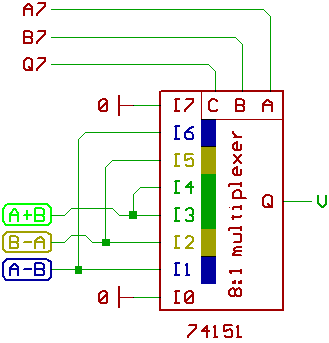 A7
B7
Q7
0 I7 C B A
I6
I5
I4
A+B I3
B-A I2
A-B I1
0 I0
8:1 multiplexer
Q V
74151